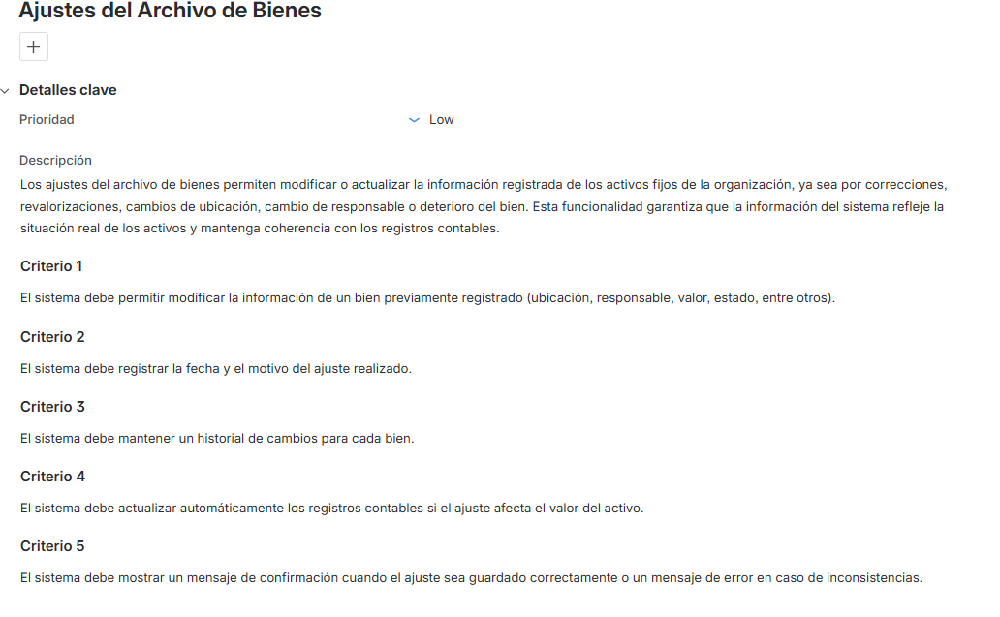 Ajustes del Archivo de Bienes
Detalles clave
Prioridad
Low
Descripción
Los ajustes del archivo de bienes permiten modificar o actualizar la información registrada de los activos fijos de la organización, ya sea por correcciones,
revalorizaciones, cambios de ubicación, cambio de responsable o deterioro del bien. Esta funcionalidad garantiza que la información del sistema refleje la
situación real de los activos y mantenga coherencia con los registros contables.
Criterio 1
El sistema debe permitir modificar la información de un bien previamente registrado (ubicación, responsable, valor, estado, entre otros).
Criterio 2
El sistema debe registrar la fecha y el motivo del ajuste realizado.
Criterio 3
El sistema debe mantener un historial de cambios para cada bien.
Criterio 4
El sistema debe actualizar automáticamente los registros contables si el ajuste afecta el valor del activo.
Criterio 5
El sistema debe mostrar un mensaje de confirmación cuando el ajuste sea guardado correctamente o un mensaje de error en caso de inconsistencias.